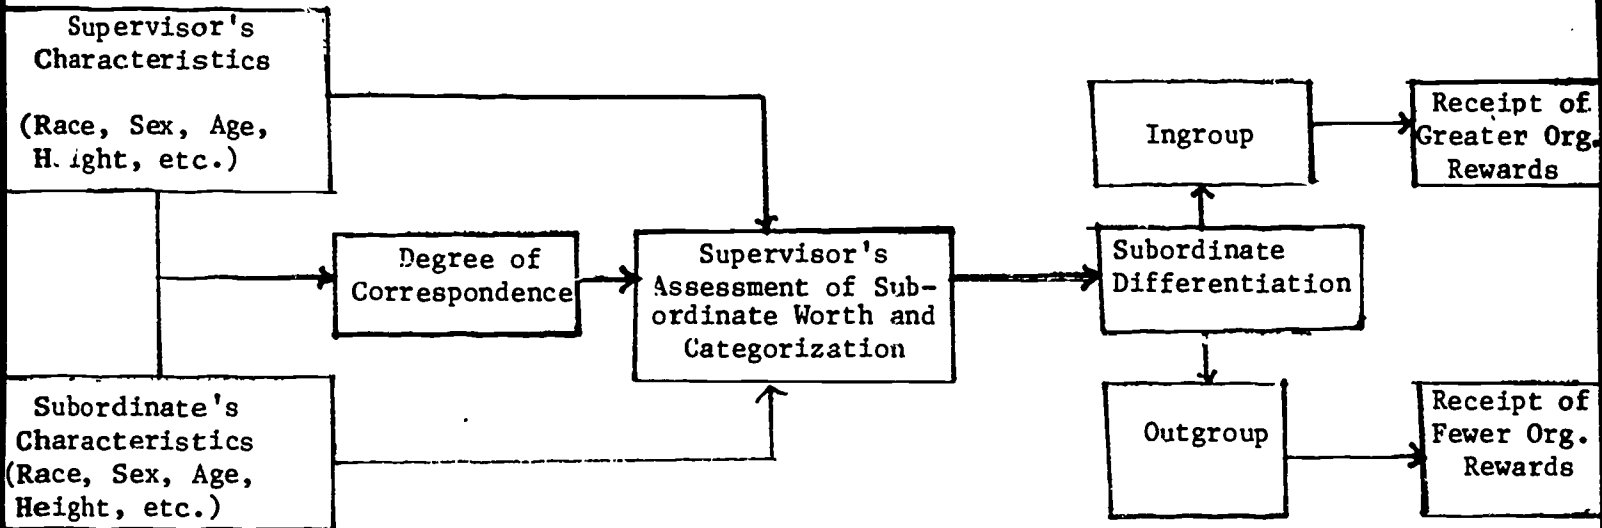 Supervisor's
Characteristics
(Race, Sex, Age,
Height, etc.)
Degree of
Correspondence
Subordinate's
Characteristics
(Race, Sex, Age,
Height, etc.)
Supervisor's
Assessment of Sub-
ordinate Worth and
Categorization
Subordinate
Differentiation
Ingroup
Receipt of
Greater Org.
Rewards
Outgroup
Receipt of
Fewer Org.
Rewards